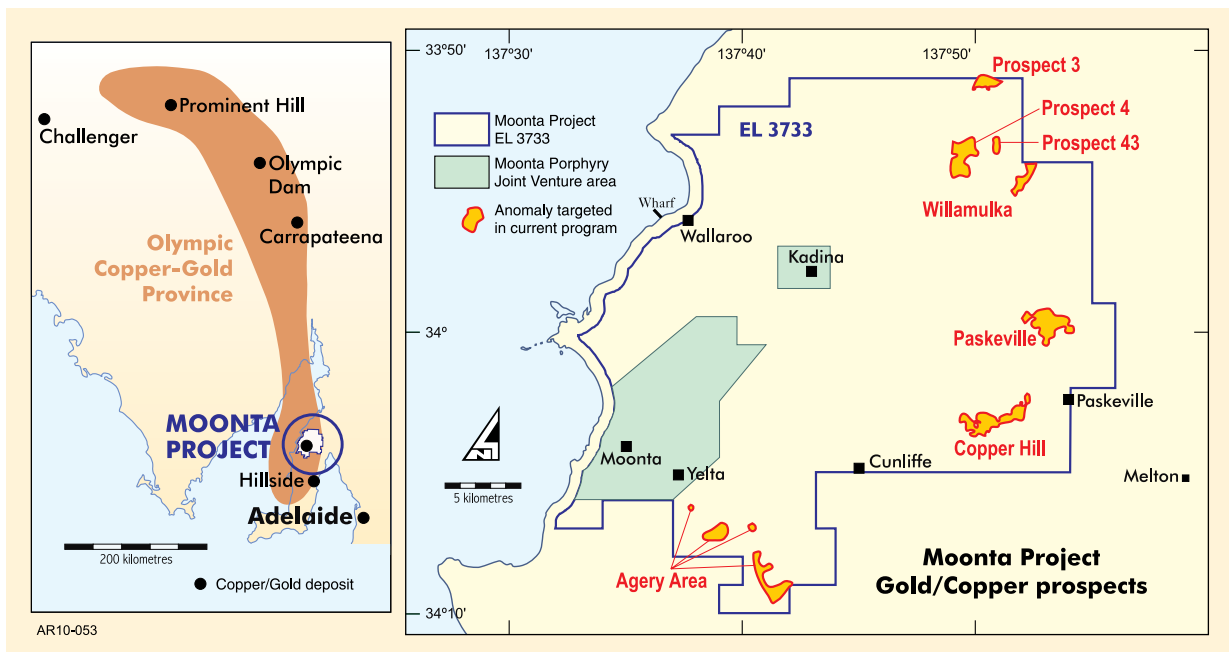 Prominent Hill
Challenger
Olympic
Dam
Carrapateena
Olympic
Copper-Gold
Province
MOONTA
PROJECT
Hillside
Adelaide
200 kilometres
Copper/Gold deposit
AR10-053
33°50'
137°30'
137°40'
137°50'
Prospect 3
Moonta Project
EL 3733
EL 3733
Prospect 4
Prospect 43
Moonta Porphyry
Joint Venture area
Anomaly targeted
in current program
Wharf
Willamulka
Wallaroo
Kadina
34°
Paskeville
Paskeville
Copper Hill
Moonta
Yelta
Cunliffe
Melton
5 kilometres
Agery Area
Moonta Project
Gold/Copper prospects
34°10'